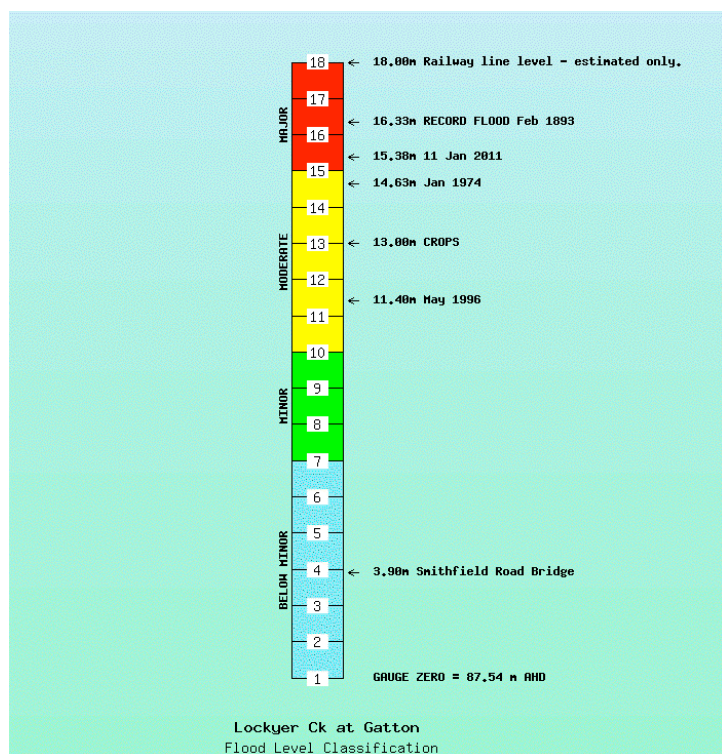 18
18.00m Railway line level - estimated only.
17
16.33m RECORD FLOOD Feb 1893
16
MAJOR
15.38m 11 Jan 2011
15
14.63m Jan 1974
14
13
13.00m CROPS
MODERATE
12
11.40m May 1996
11
10
9
MINOR
8
7
6
5
4
3.90m Smithfield Road Bridge
BELOW MINOR
3
2
1
GAUGE ZERO = 87.54 m AHD
Lockyer Ck at Gatton
Flood Level Classification